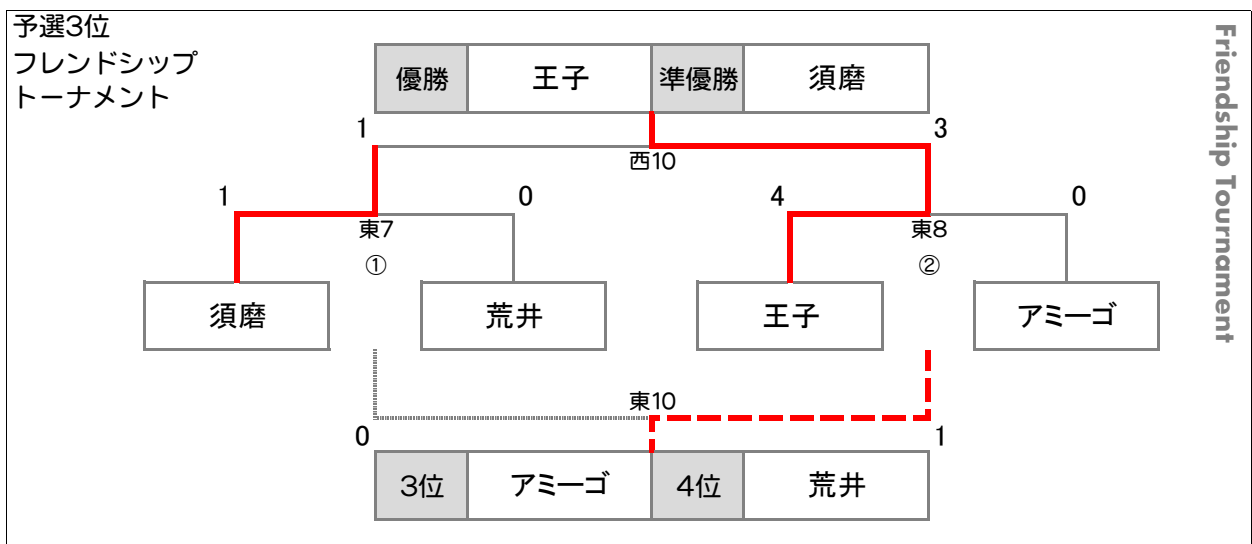 予選3位
フレンドシップ
トーナメント
Friendship Tournament
優勝 王子 準優勝 須磨
1 3
西10
1 0 4 0
東7 東8
① ②
須磨 荒井 王子 アミーゴ
東10
0 1
3位 アミーゴ 4位 荒井